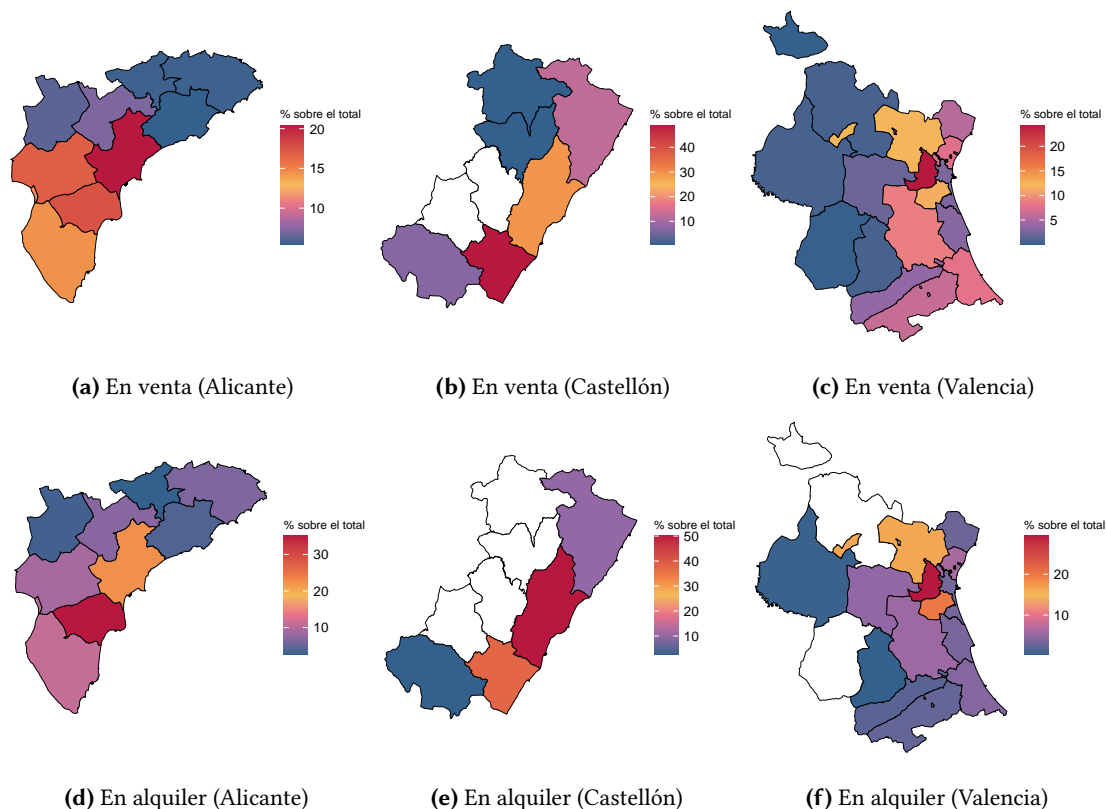 % sobre el total
20
15
10
% sobre el total
40
30
20
10
% sobre el total
20
15
10
5
(a) En venta (Alicante)
(b) En venta (Castellón)
(c) En venta (Valencia)
% sobre el total
30
20
10
% sobre el total
50
40
30
20
10
% sobre el total
20
10
(d) En alquiler (Alicante)
(e) En alquiler (Castellón)
(f) En alquiler (Valencia)